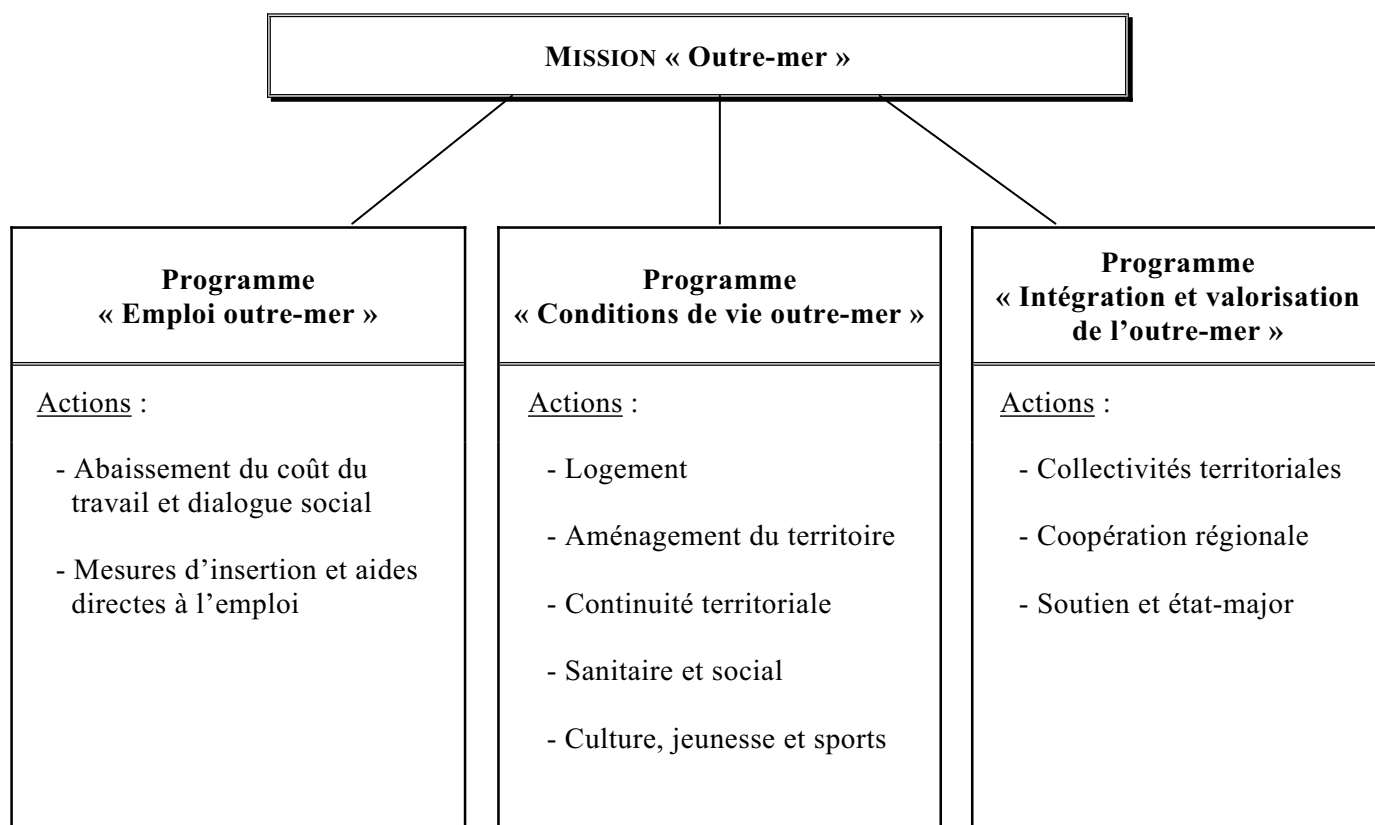 MISSION « Outre-mer »
Programme
« Emploi outre-mer »
Actions :
- Abaissement du coût du
travail et dialogue social
- Mesures d’insertion et aides
directes à l’emploi
Programme
« Conditions de vie outre-mer »
Actions :
- Logement
- Aménagement du territoire
- Continuité territoriale
- Sanitaire et social
- Culture, jeunesse et sports
Programme
« Intégration et valorisation
de l’outre-mer »
Actions :
- Collectivités territoriales
- Coopération régionale
- Soutien et état-major